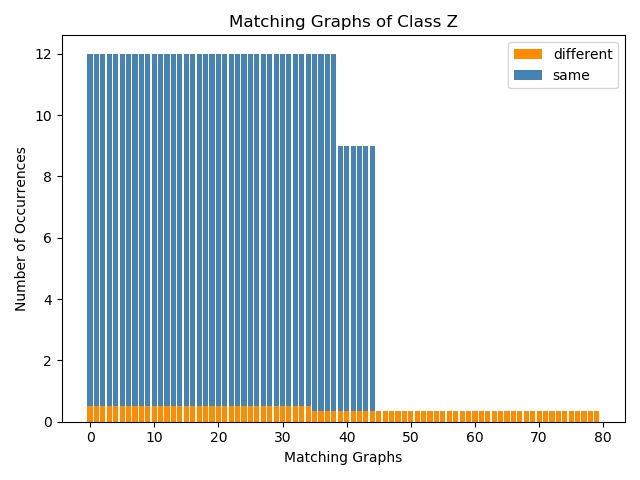 Matching Graphs of Class Z
different
same
Number of Occurrences
12
10
8
6
4
2
0
0 10 20 30 40 50 60 70 80
Matching Graphs